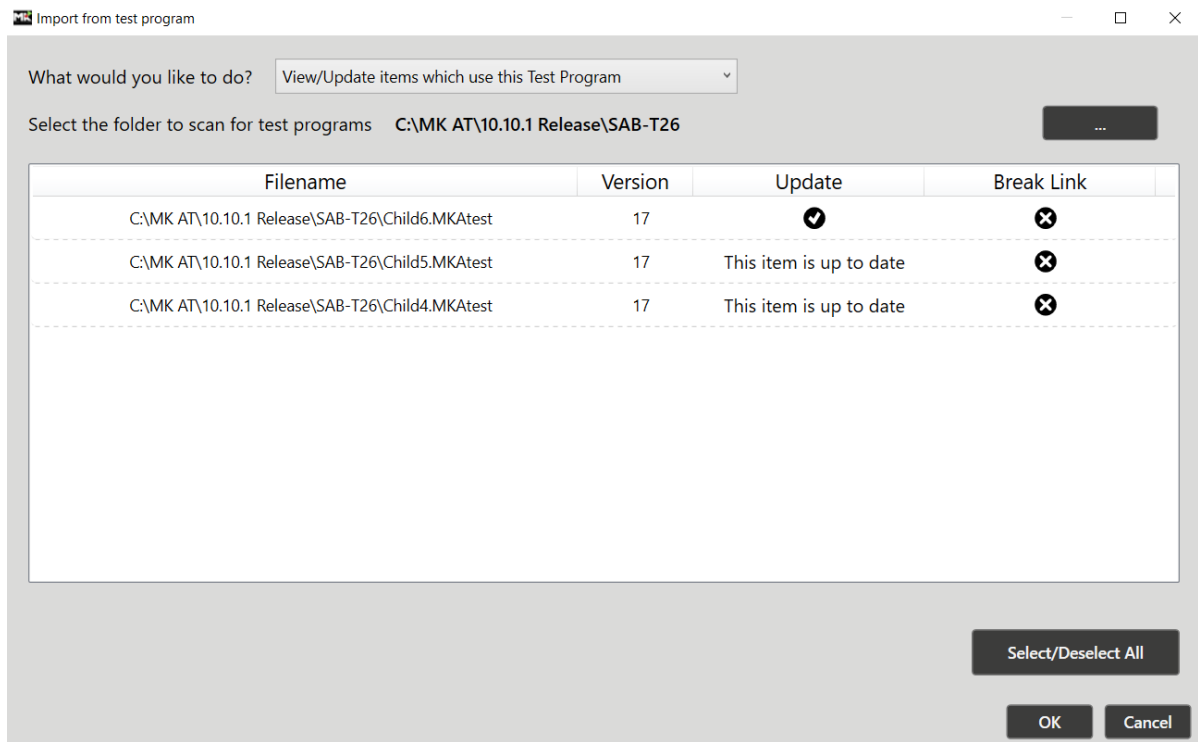 MK Import from test program
What would you like to do? View/Update items which use this Test Program
Select the folder to scan for test programs C:\MK AT\10.10.1 Release\SAB-T26 ...
Filename Version Update Break Link
C:\MK AT\10.10.1 Release\SAB-T26\Child6.MKAtest 17
C:\MK AT\10.10.1 Release\SAB-T26\Child5.MKAtest 17 This item is up to date
C:\MK AT\10.10.1 Release\SAB-T26\Child4.MKAtest 17 This item is up to date
Select/Deselect All
OK Cancel